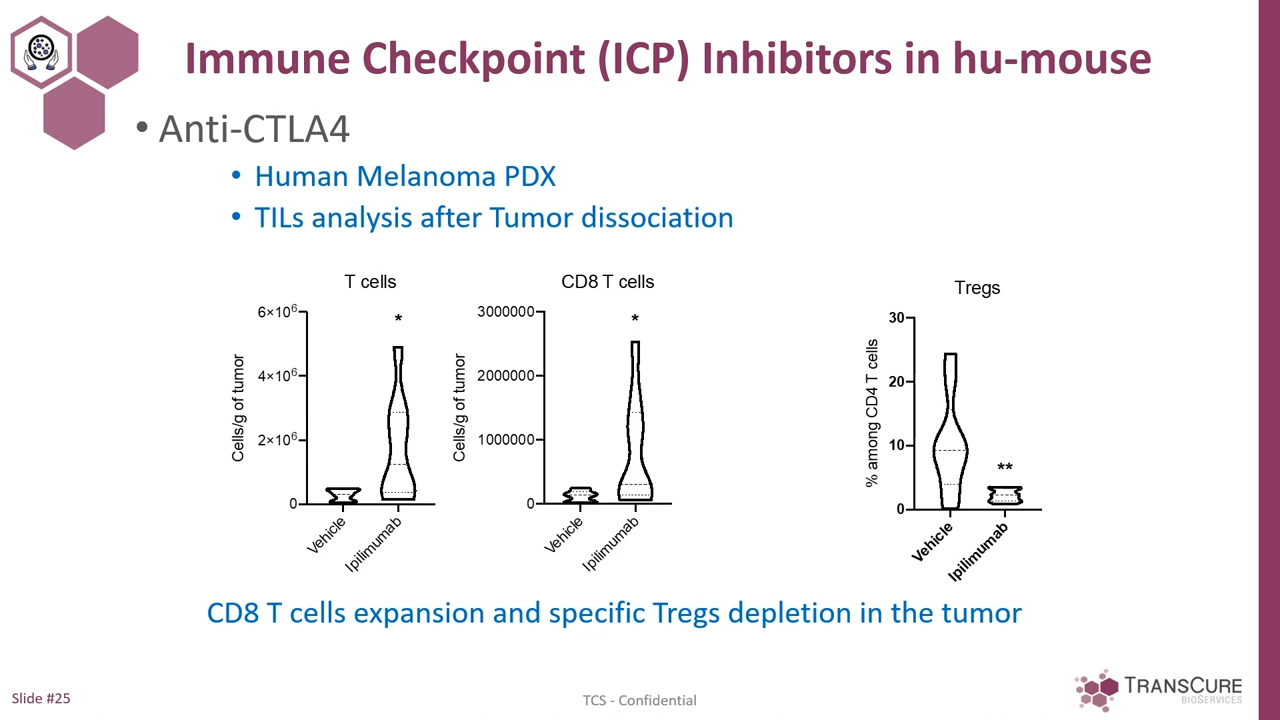 Immune Checkpoint (ICP) Inhibitors in hu-mouse
• Anti-CTLA4
• Human Melanoma PDX
• TILs analysis after Tumor dissociation
T cells
6×10⁶
4×10⁶
2×10⁶
0
Cells/g of tumor
*
Vehicle
Ipilimumab
CD8 T cells
3000000
2000000
1000000
0
Cells/g of tumor
*
Vehicle
Ipilimumab
Tregs
30
20
10
0
% among CD4 T cells
**
Vehicle
Ipilimumab
CD8 T cells expansion and specific Tregs depletion in the tumor
Slide #25
TCS - Confidential
TRANSCURE
BIOSERVICES